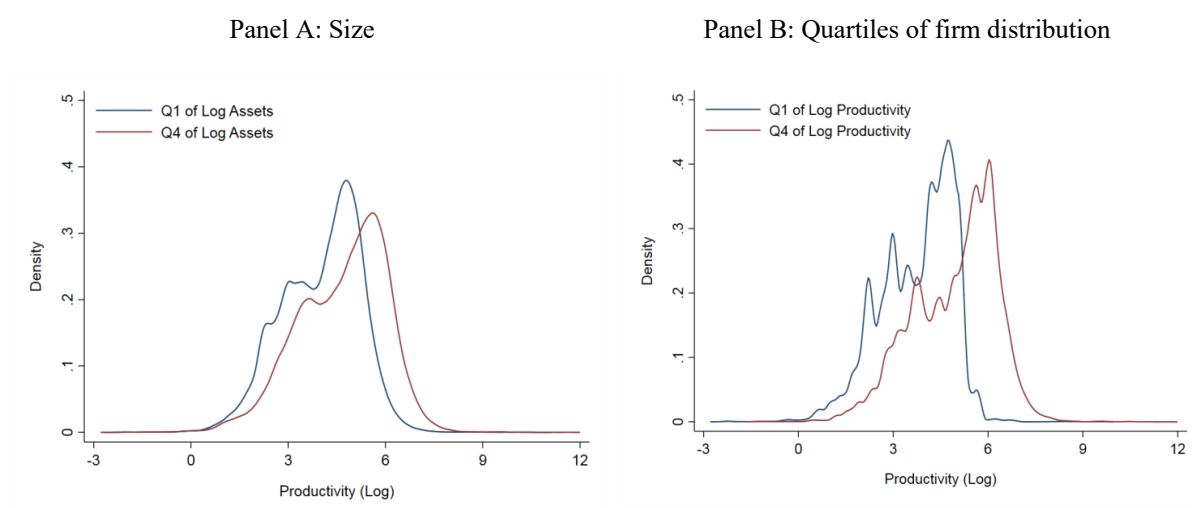 Panel A: Size
Panel B: Quartiles of firm distribution
Q1 of Log Assets
Q4 of Log Assets
Density
0
.1
.2
.3
.4
.5
-3
0
3
6
9
12
Productivity (Log)
Q1 of Log Productivity
Q4 of Log Productivity
Density
0
.1
.2
.3
.4
.5
-3
0
3
6
9
12
Productivity (Log)